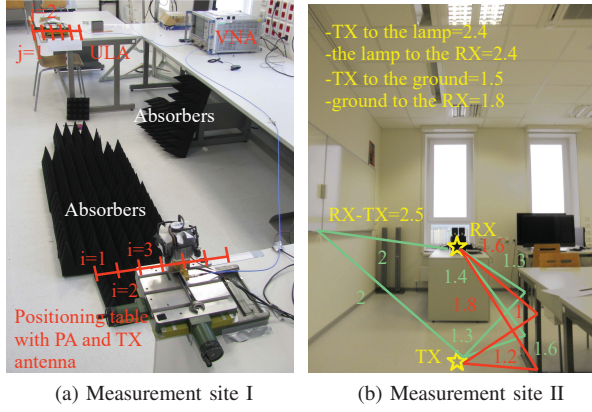 2
j=1
ULA
VNA
Absorbers
Absorbers
i=1
i=2
i=3
Positioning table
with PA and TX
antenna
(a) Measurement site I
-TX to the lamp=2.4
-the lamp to the RX=2.4
-TX to the ground=1.5
-ground to the RX=1.8
RX-TX=2.5
RX
1.6
2
1.4
1.3
2
1.8
1
1.3
1.6
TX
1.2
(b) Measurement site II